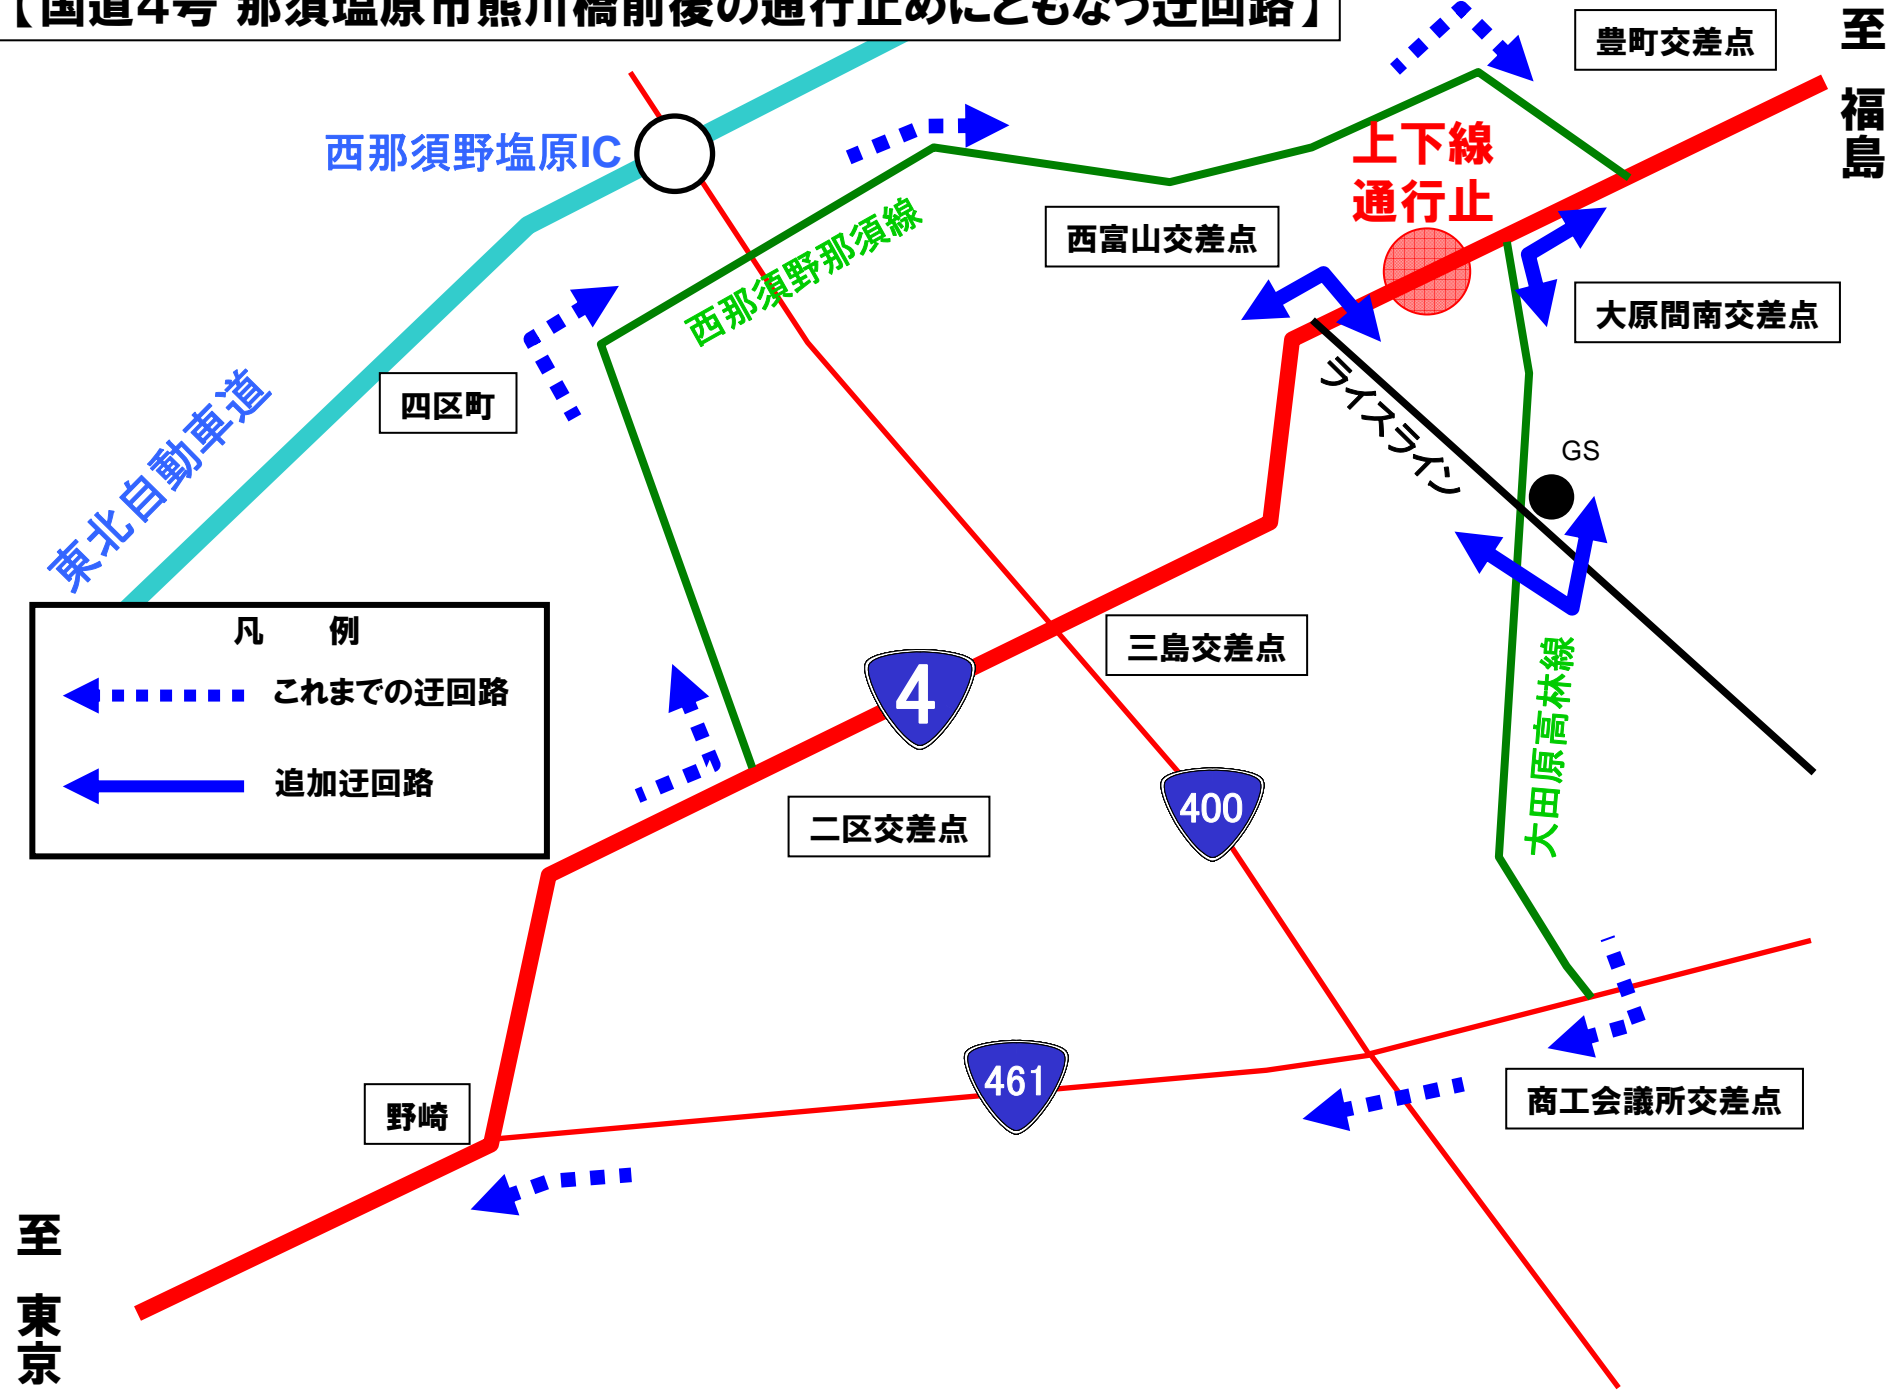 【国道4号 那須塩原市熊川橋前後の通行止めにともなう迂回路】
豊町交差点
至 福島
西那須野塩原IC
上下線
通行止
西富山交差点
西那須野那須線
大原間南交差点
四区町
ライスライン
東北自動車道
GS
凡 例
これまでの迂回路
追加迂回路
三島交差点
4
大田原高林線
400
二区交差点
461
商工会議所交差点
野崎
至 東京